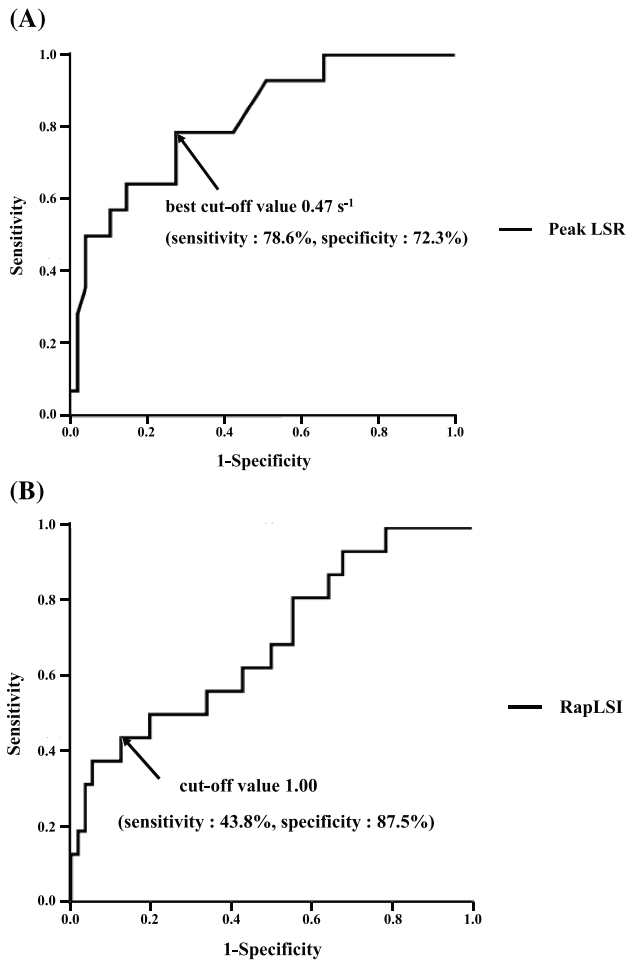 (A)
1.0
0.8
0.6
0.4
0.2
0.0
Sensitivity
best cut-off value 0.47 s⁻¹
(sensitivity : 78.6%, specificity : 72.3%)
Peak LSR
0.0 0.2 0.4 0.6 0.8 1.0
1-Specificity
(B)
1.0
0.8
0.6
0.4
0.2
0.0
Sensitivity
cut-off value 1.00
(sensitivity : 43.8%, specificity : 87.5%)
RapLSI
0.0 0.2 0.4 0.6 0.8 1.0
1-Specificity